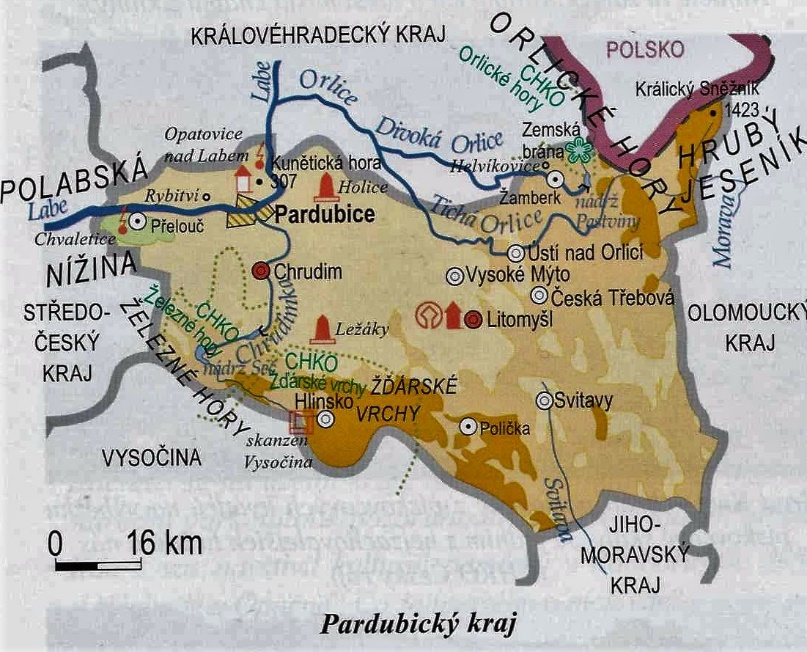 KRÁLOVÉHRADECKÝ KRAJ
ORLICKÉ HORY
POLSKO
CHKO
Orlické hory
Labe
Orlice
Králický Sněžník
1423
Opatovice
nad Labem
Divoká Orlice
Zemská
brána
HRUBÝ
JESENÍK
POLABSKÁ
Kunětická hora
307
Helvíkovice
Rybitví
Holice
Zamberk
Labe
Pardubice
Tichá Orlice
nádrž
Pastviny
Morava
Přelouč
Chvaletice
Ústí nad Orlicí
NÍŽINA
Chrudim
Vysoké Mýto
Česká Třebová
STŘEDO-
ČESKÝ
KRAJ
ŽELEZNÉ HORY
CHKO
Železné hory
Chrudimka
Ležáky
Litomyšl
OLOMOUCKÝ
KRAJ
nádrž Seč
CHKO
Žďárské vrchy
ŽĎÁRSKÉ
VRCHY
Hlinsko
Svitavy
Polička
skanzen
Vysočina
VYSOČINA
Svitava
0 16 km
JIHO-
MORAVSKÝ
KRAJ
Pardubický kraj